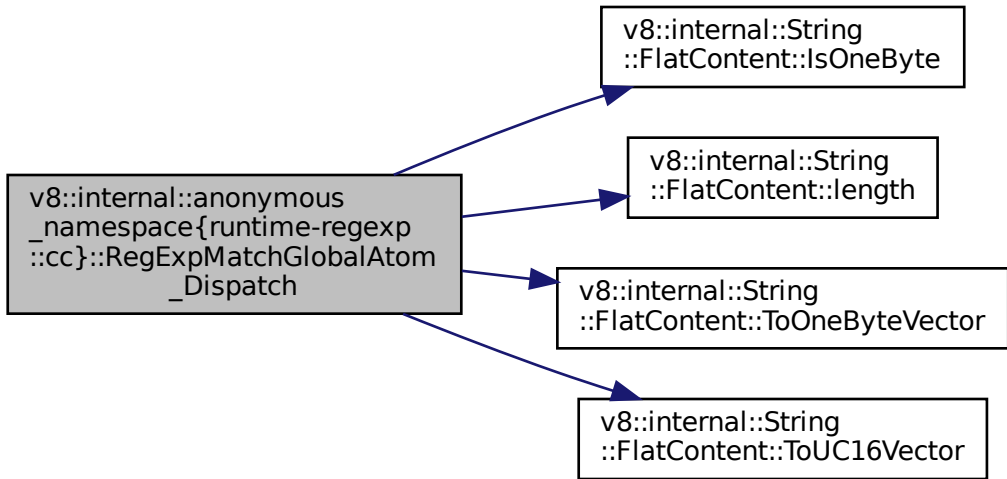 v8::internal::String
::FlatContent::IsOneByte
v8::internal::String
::FlatContent::length
v8::internal::anonymous
_namespace{runtime-regexp
::cc}::RegExpMatchGlobalAtom
_Dispatch
v8::internal::String
::FlatContent::ToOneByteVector
v8::internal::String
::FlatContent::ToUC16Vector